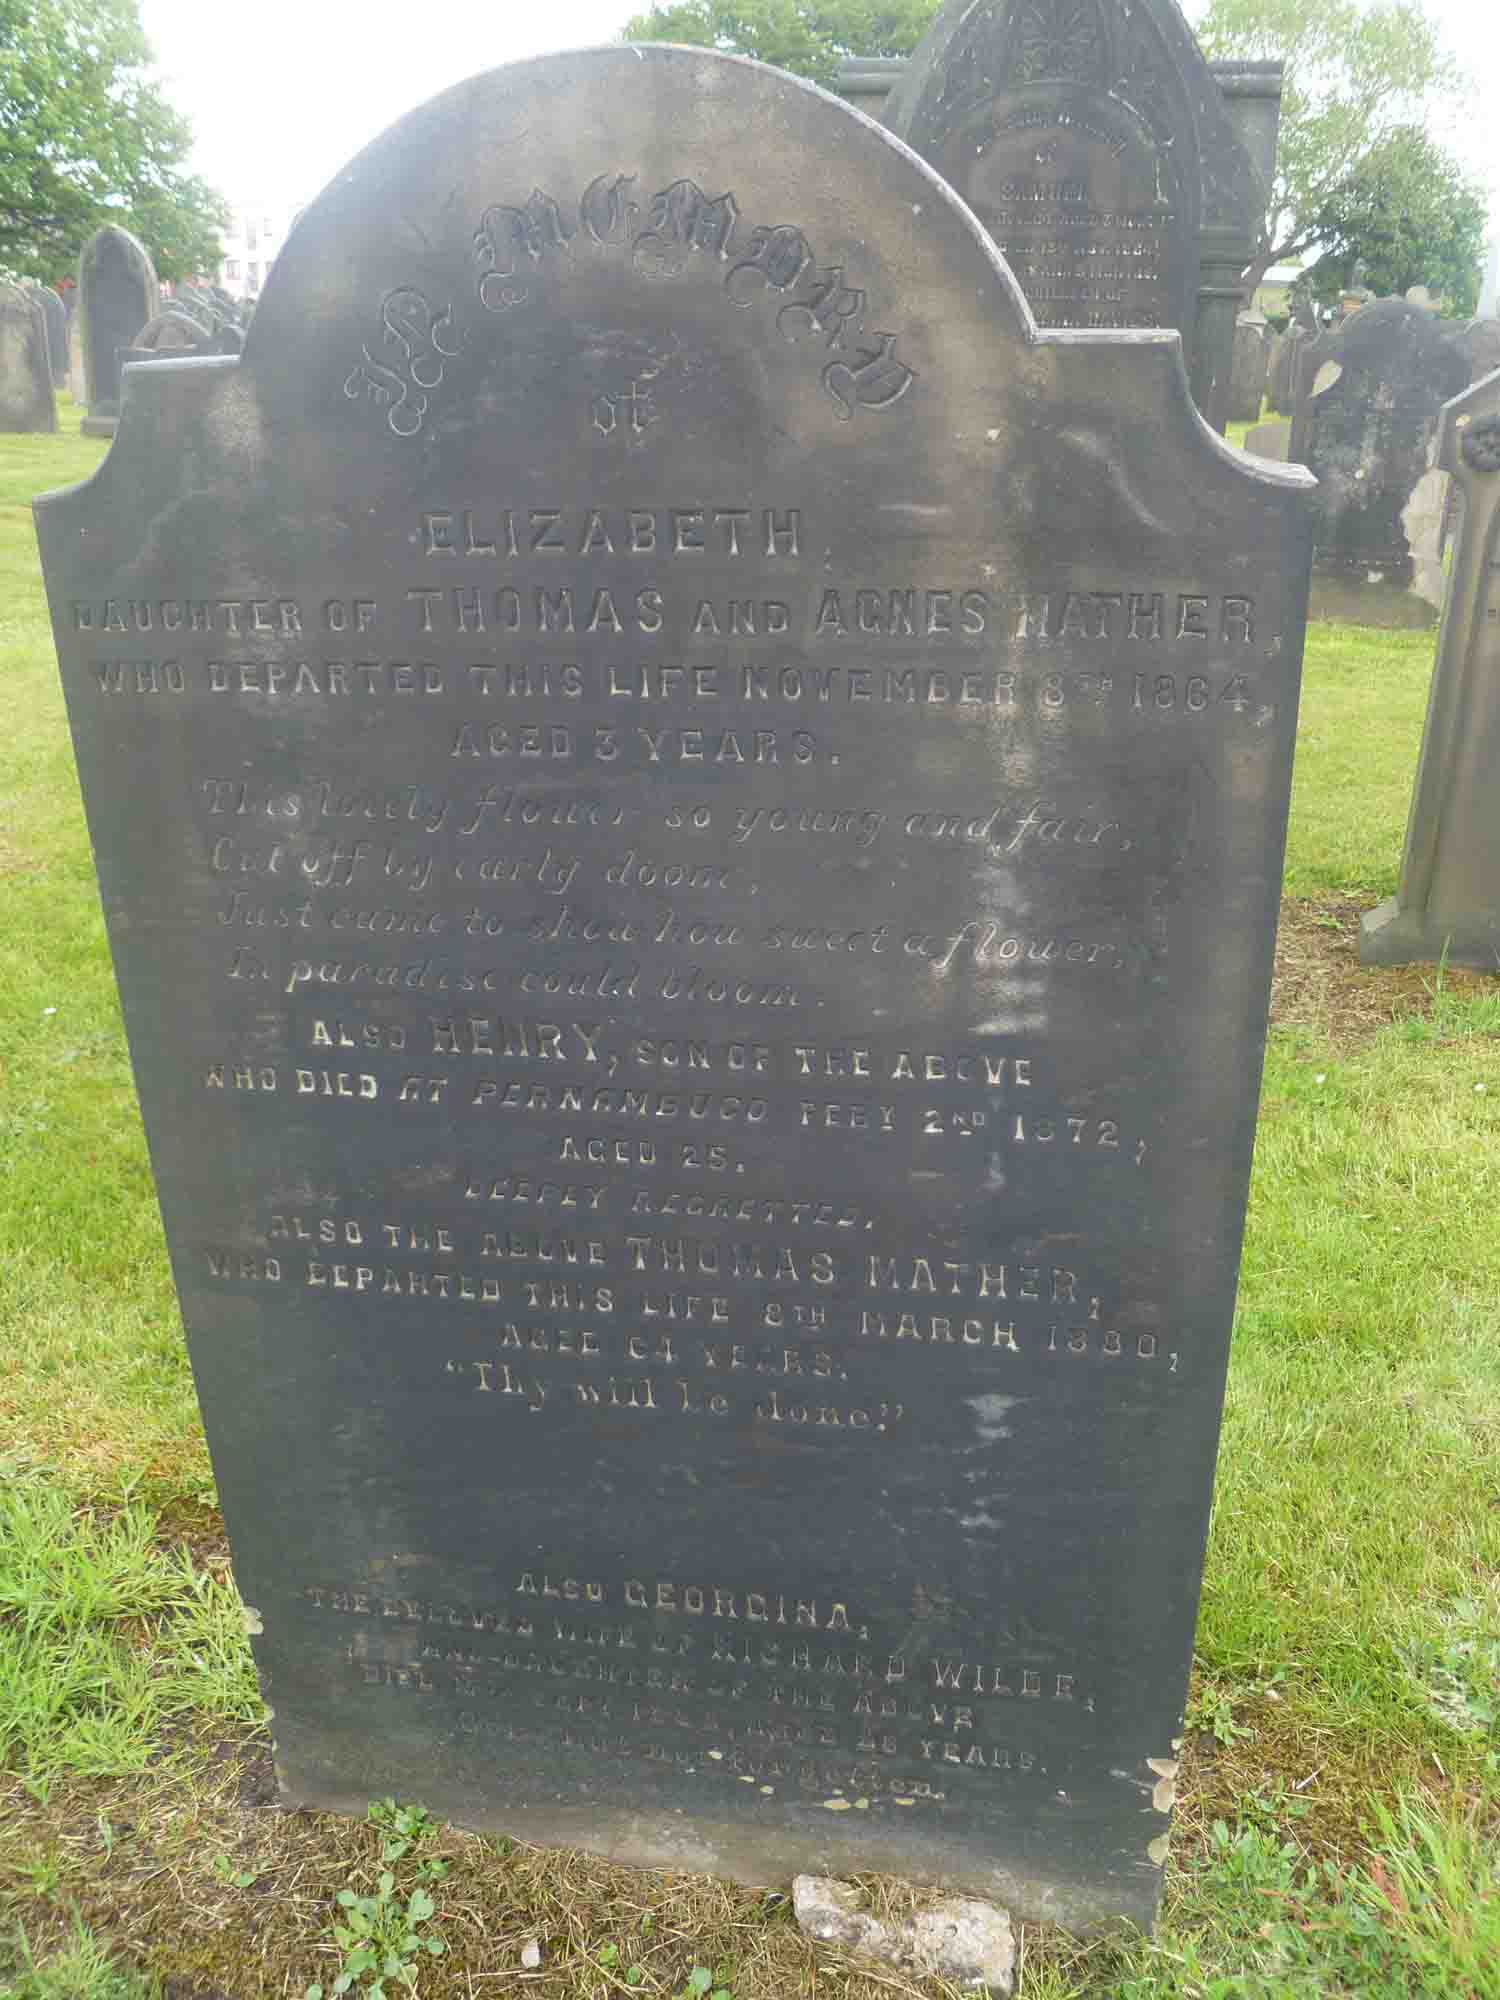 IN MEMORY
of
ELIZABETH,
DAUGHTER OF THOMAS AND AGNES MATHER,
WHO DEPARTED THIS LIFE NOVEMBER 8TH 1864,
AGED 3 YEARS.
This lovely flower so young and fair,
Cut off by early doom,
Just came to show how sweet a flower,
In paradise could bloom.
ALSO HENRY, SON OF THE ABOVE
WHO DIED AT PERNAMBUCO FEBY 2ND 1872,
AGED 25.
DEEPLY REGRETTED.
ALSO THE ABOVE THOMAS MATHER,
WHO DEPARTED THIS LIFE 8TH MARCH 1880,
AGED 64 YEARS.
"Thy will be done."
ALSO GEORGINA,
THE BELOVED WIFE OF RICHARD WILDE,
OF THE ABOVE
DIED YEARS.
not forgotten.
SAMUEL